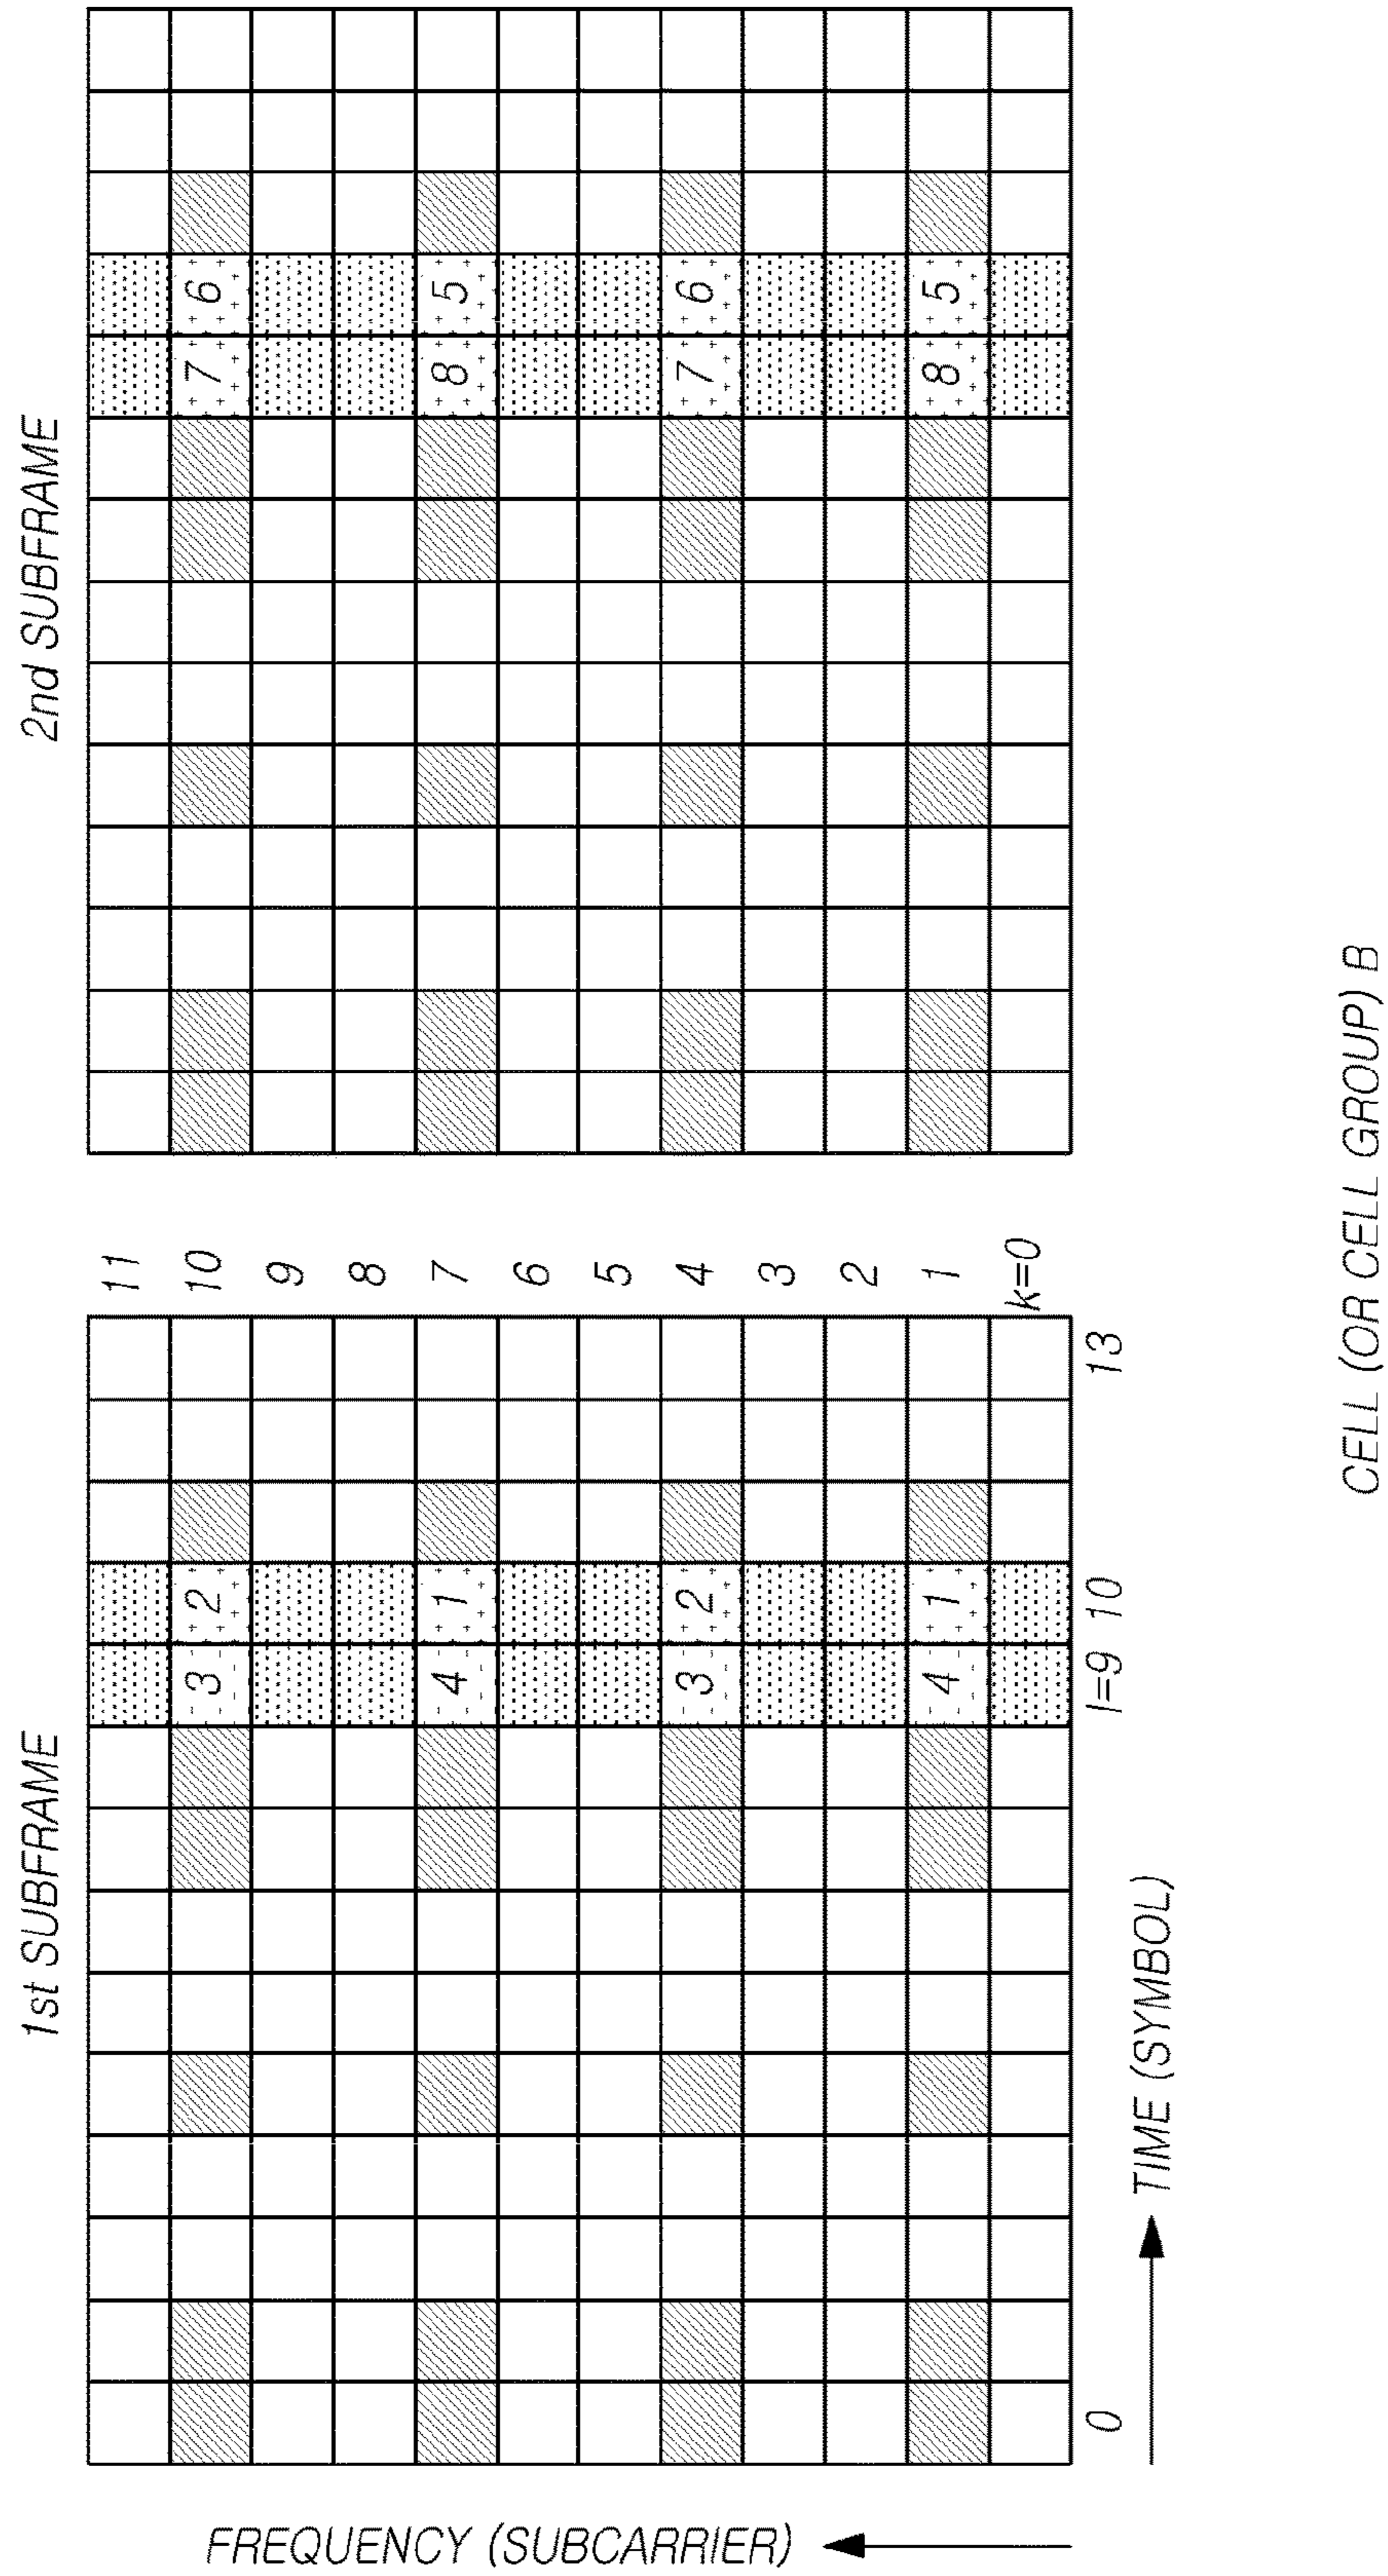 1st SUBFRAME
2nd SUBFRAME
FREQUENCY (SUBCARRIER)
11
3 2 10 7 6
9
8
4 1 7 8 5
6
5
3 2 4 7 6
3
2
4 1 1 8 5
k=0
0 l=9 10 13
TIME (SYMBOL)
CELL (OR CELL GROUP) B